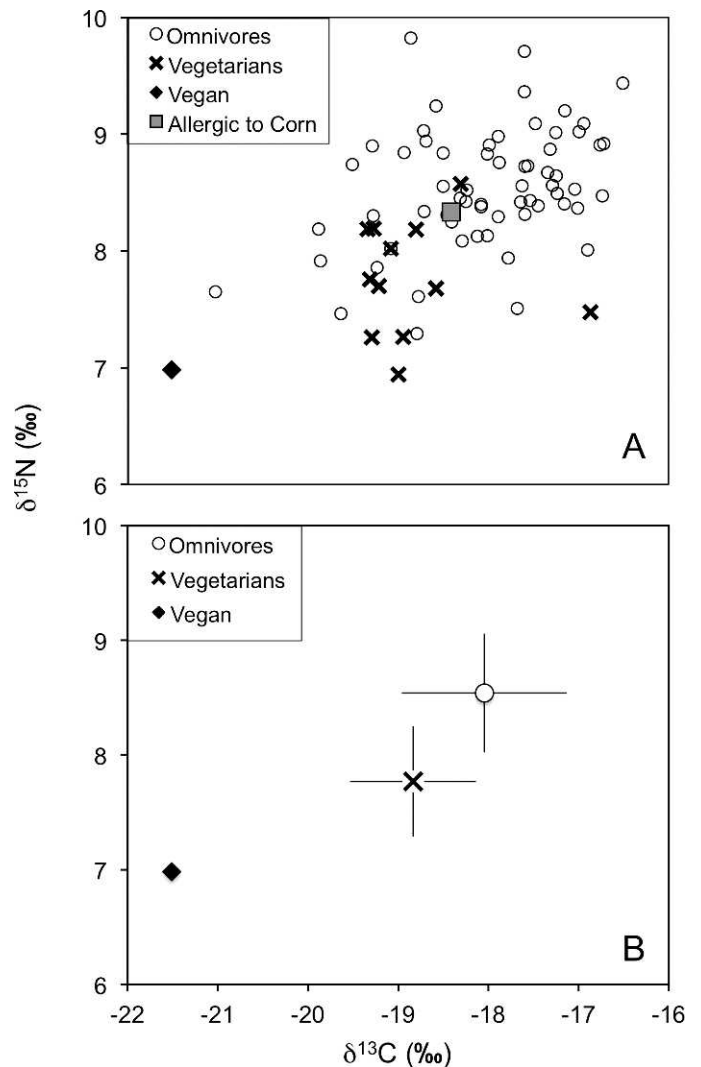 10
Omnivores
Vegetarians
Vegan
Allergic to Corn
9
8
7
6
A
δ¹⁵N (‰)
10
Omnivores
Vegetarians
Vegan
9
8
7
6
B
-22 -21 -20 -19 -18 -17 -16
δ¹³C (‰)